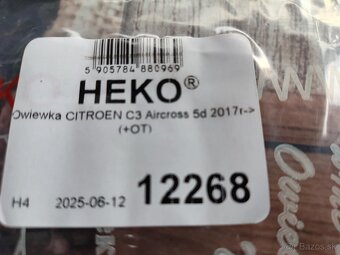 5 905784 880969
HEKO®
Owiewka CITROEN C3 Aircross 5d 2017r->
(+OT)
H4 2025-06-12 12268